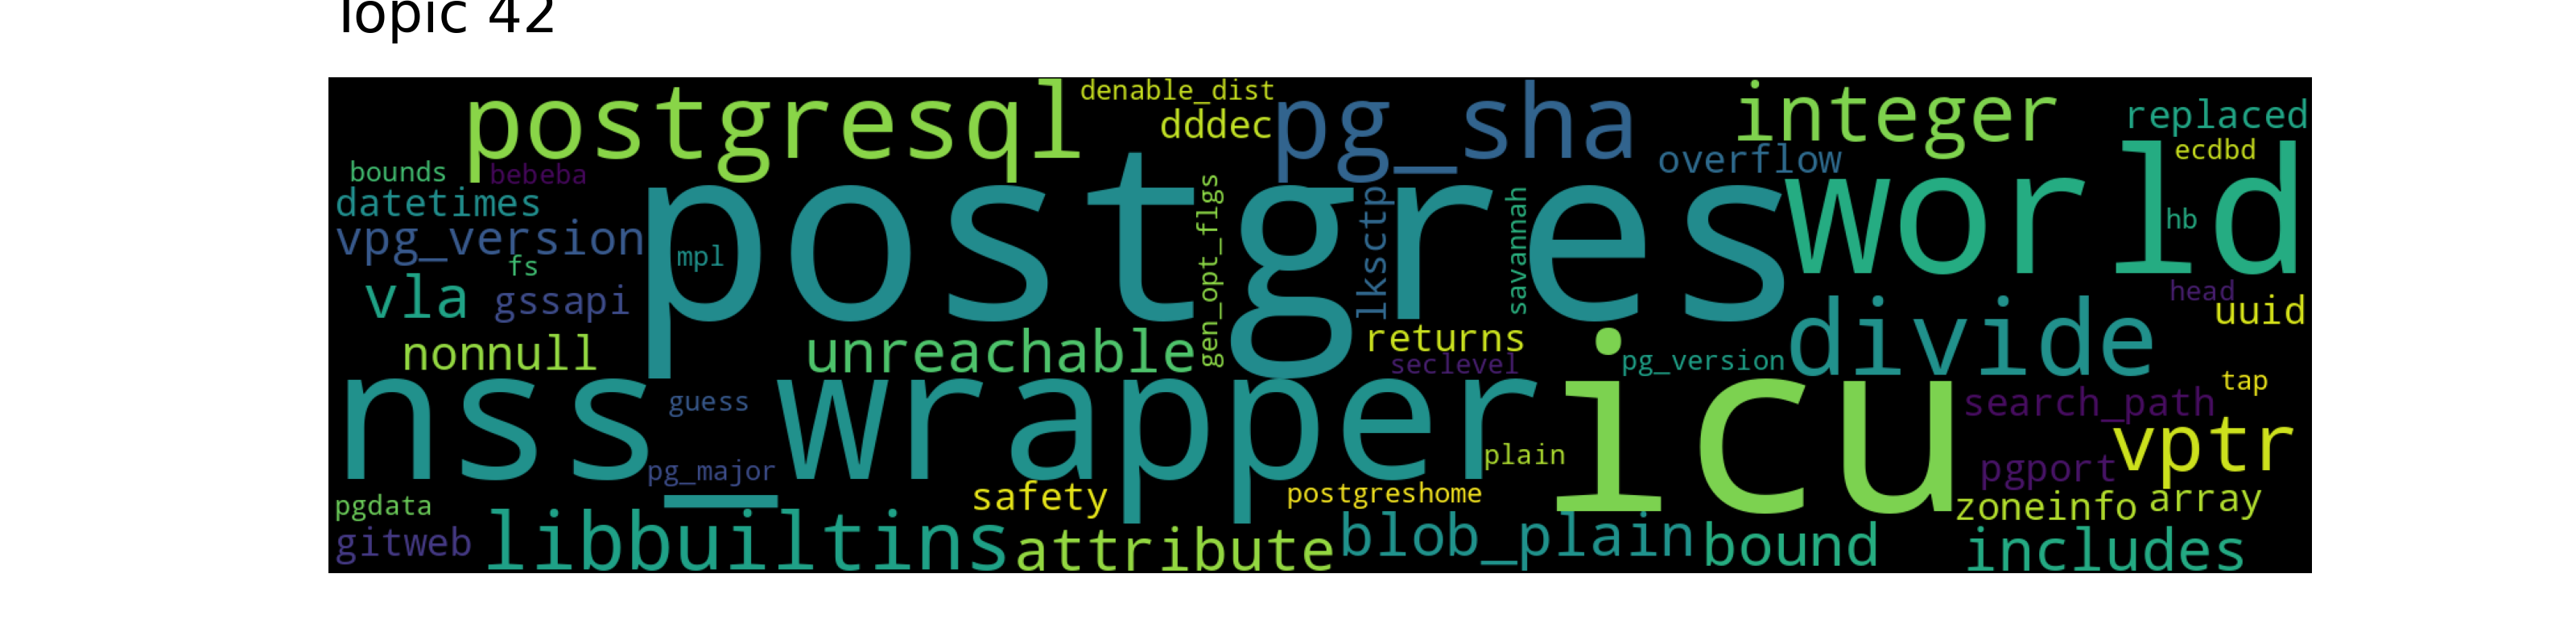 Topic 42
postgresql denable_dist pg_sha integer replaced
dddec overflow ecdbd
bounds bebeba postgres world
datetimes gen_opt_flgs lksctp savannah hb
vpg_version mpl
fs head
vla gssapi uuid
nonnull unreachable returns divide
seclevel pg_version
nss_wrapper icu tap
guess search_path
vptr
pg_major plain pgport
pgdata safety postgreshome zoneinfo array
gitweb libbuiltins attribute blob_plain bound includes